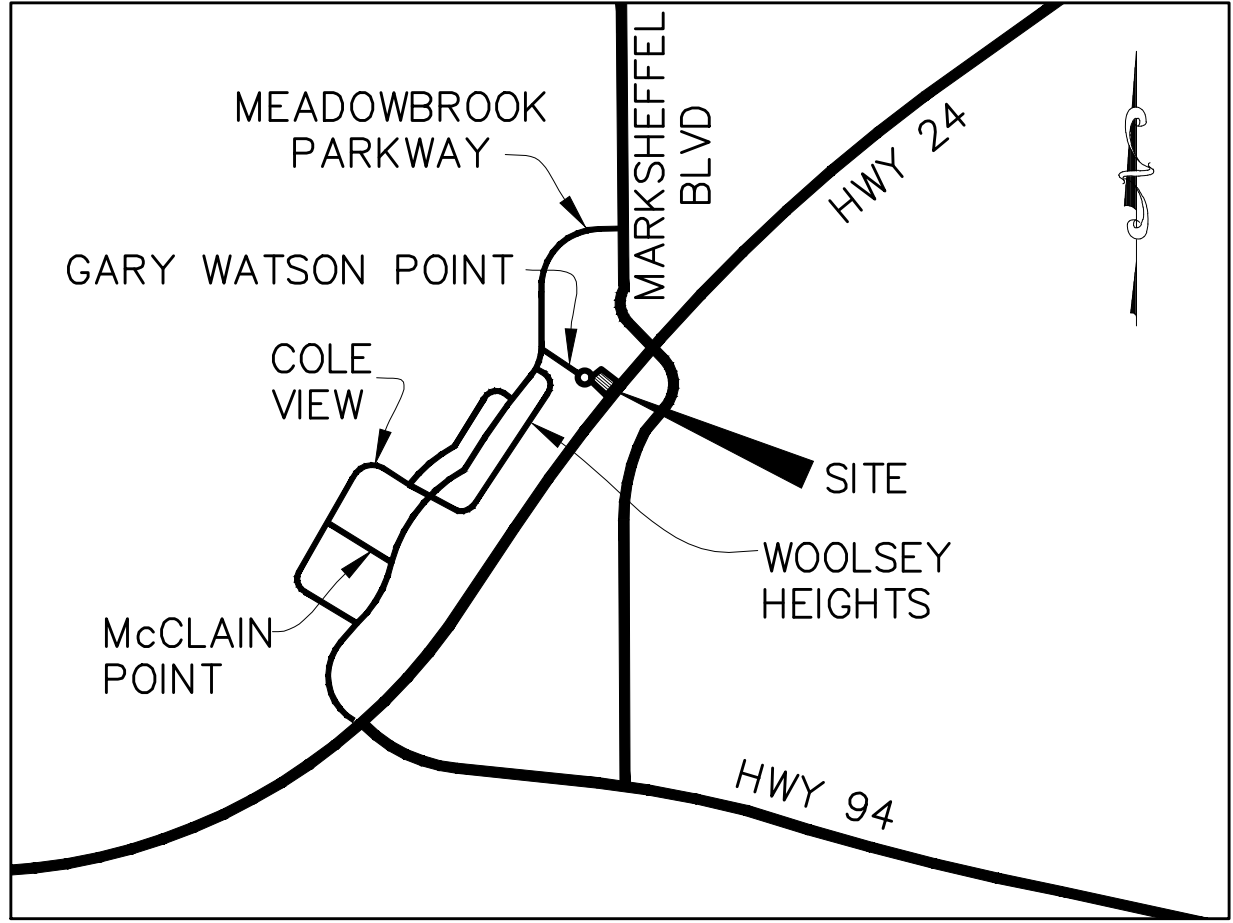 MEADOWBROOK
PARKWAY
MARKSHEFFEL
BLVD
HWY 24
GARY WATSON POINT
COLE
VIEW
SITE
WOOLSEY
HEIGHTS
McCLAIN
POINT
HWY 94